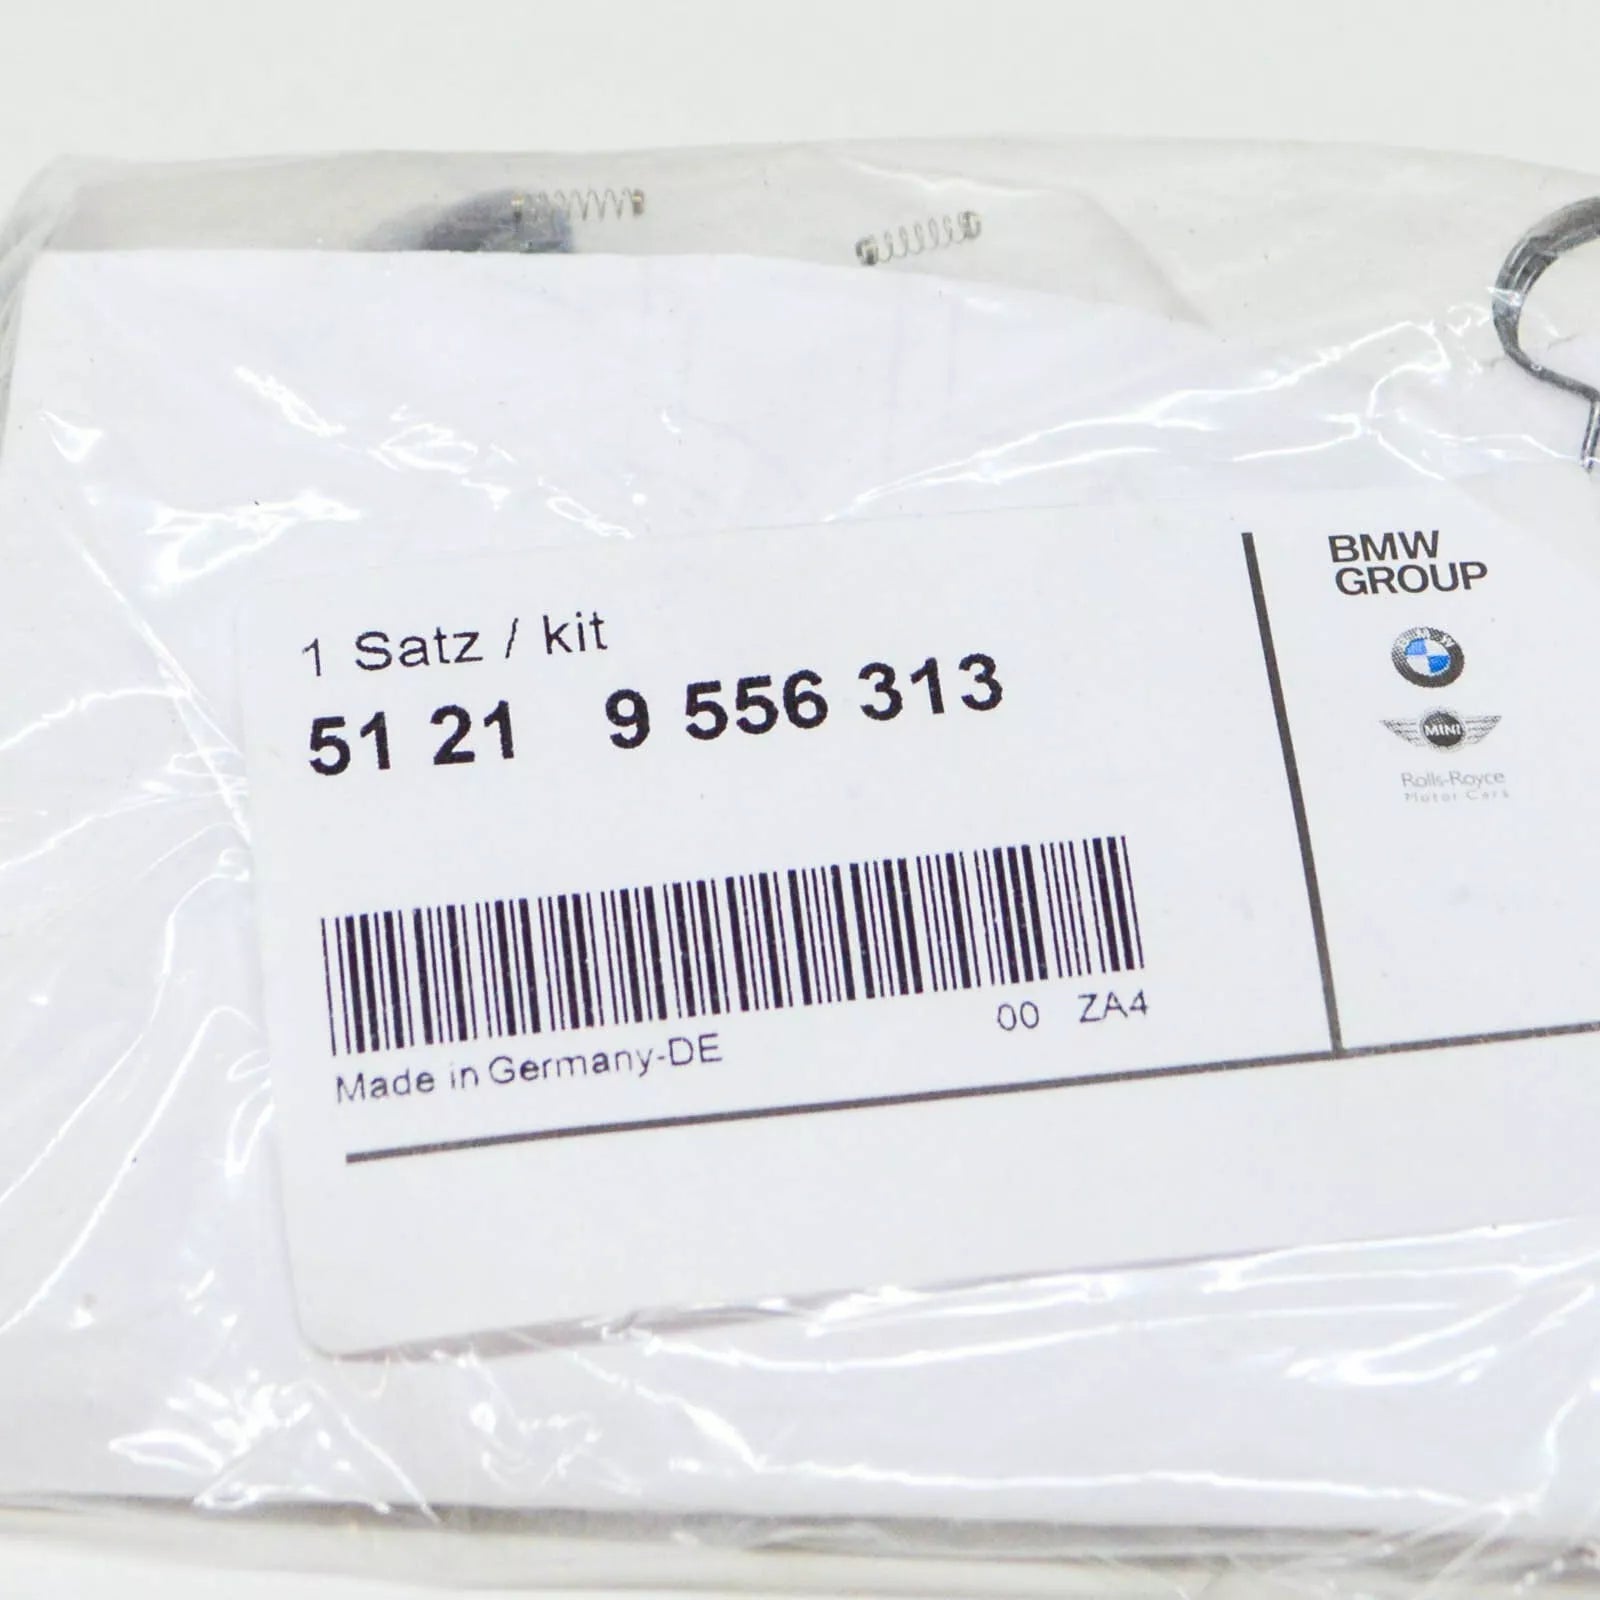 1 Satz / kit
51 21 9 556 313
Made in Germany-DE
00 ZA4
BMW
GROUP
BMW
MINI
Rolls-Royce
Motor Cars